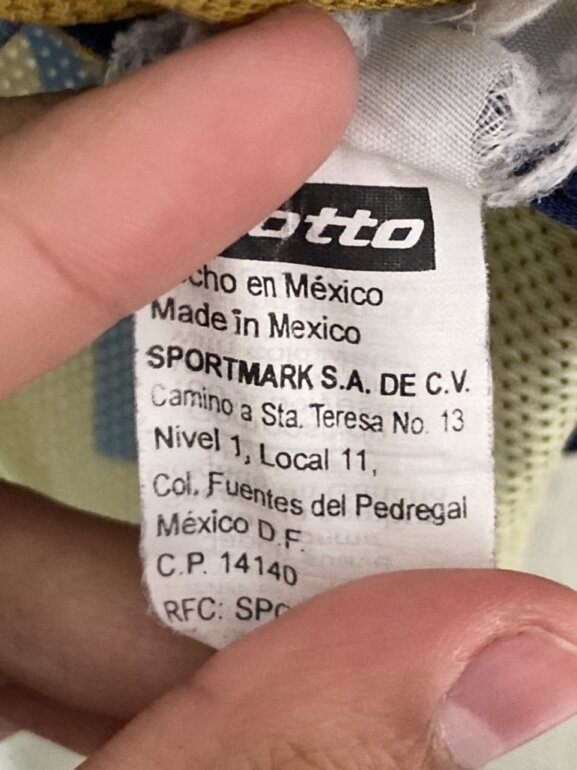 otto
cho en México
Made in Mexico
SPORTMARK S.A. DE C.V.
Camino a Sta. Teresa No. 13
Nivel 1, Local 11,
Col. Fuentes del Pedregal
México D.F.
C.P. 14140
RFC: SP